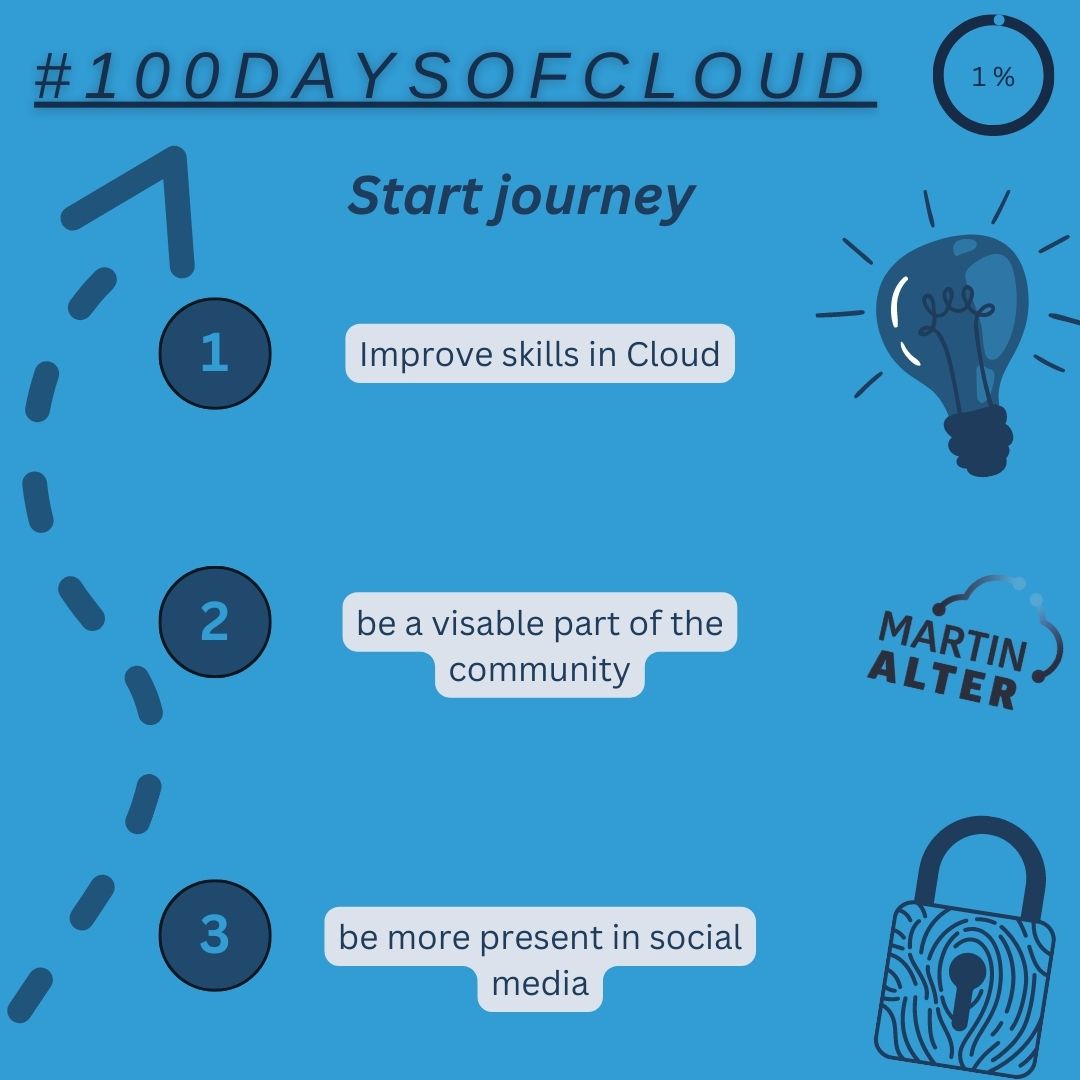 #100DAYSOFCLOUD
1 %
Start journey
1
Improve skills in Cloud
2
be a visable part of the
community
MARTIN
ALTER
3
be more present in social
media